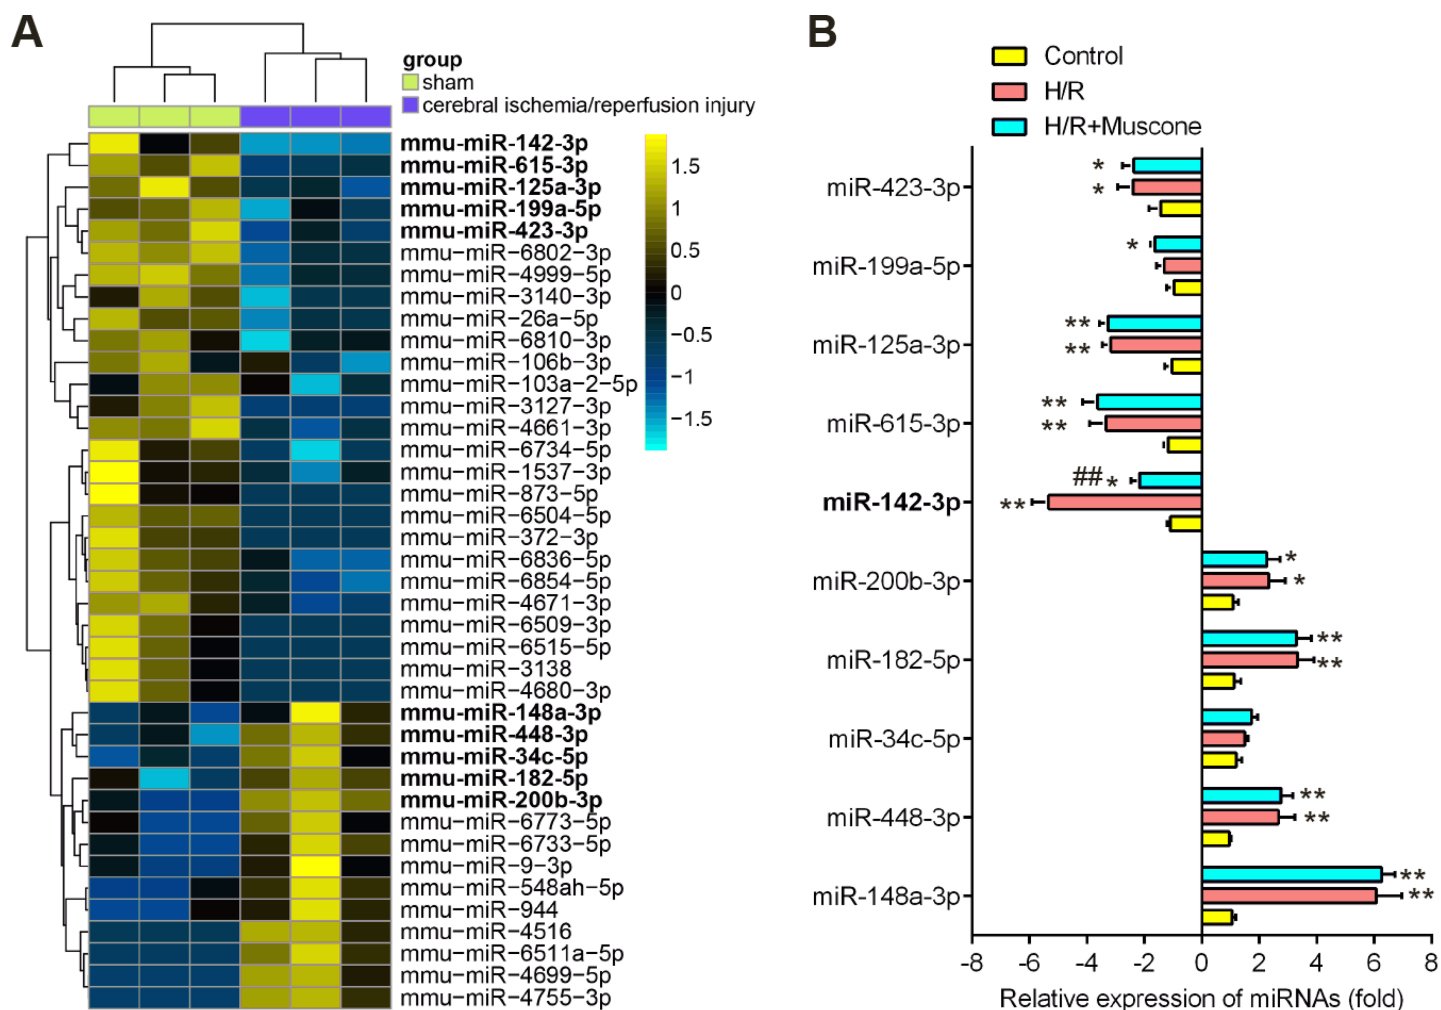 A
group
sham
cerebral ischemia/reperfusion injury
mmu-miR-142-3p
mmu-miR-615-3p
mmu-miR-125a-3p
mmu-miR-199a-5p
mmu-miR-423-3p
mmu−miR−6802−3p
mmu−miR−4999−5p
mmu−miR−3140−3p
mmu−miR−26a−5p
mmu−miR−6810−3p
mmu−miR−106b−3p
mmu−miR−103a−2−5p
mmu−miR−3127−3p
mmu−miR−4661−3p
mmu−miR−6734−5p
mmu−miR−1537−3p
mmu−miR−873−5p
mmu−miR−6504−5p
mmu−miR−372−3p
mmu−miR−6836−5p
mmu−miR−6854−5p
mmu−miR−4671−3p
mmu−miR−6509−3p
mmu−miR−6515−5p
mmu−miR−3138
mmu−miR−4680−3p
mmu-miR-148a-3p
mmu-miR-448-3p
mmu-miR-34c-5p
mmu-miR-182-5p
mmu-miR-200b-3p
mmu−miR−6773−5p
mmu−miR−6733−5p
mmu−miR−9−3p
mmu−miR−548ah−5p
mmu−miR−944
mmu−miR−4516
mmu−miR−6511a−5p
mmu−miR−4699−5p
mmu−miR−4755−3p
1.5
1
0.5
0
−0.5
−1
−1.5
B
Control
H/R
H/R+Muscone
miR-423-3p
*
*
miR-199a-5p
*
miR-125a-3p
**
**
miR-615-3p
**
**
miR-142-3p
## *
**
miR-200b-3p
*
*
miR-182-5p
**
**
miR-34c-5p
miR-448-3p
**
**
miR-148a-3p
**
**
-8 -6 -4 -2 0 2 4 6 8
Relative expression of miRNAs (fold)